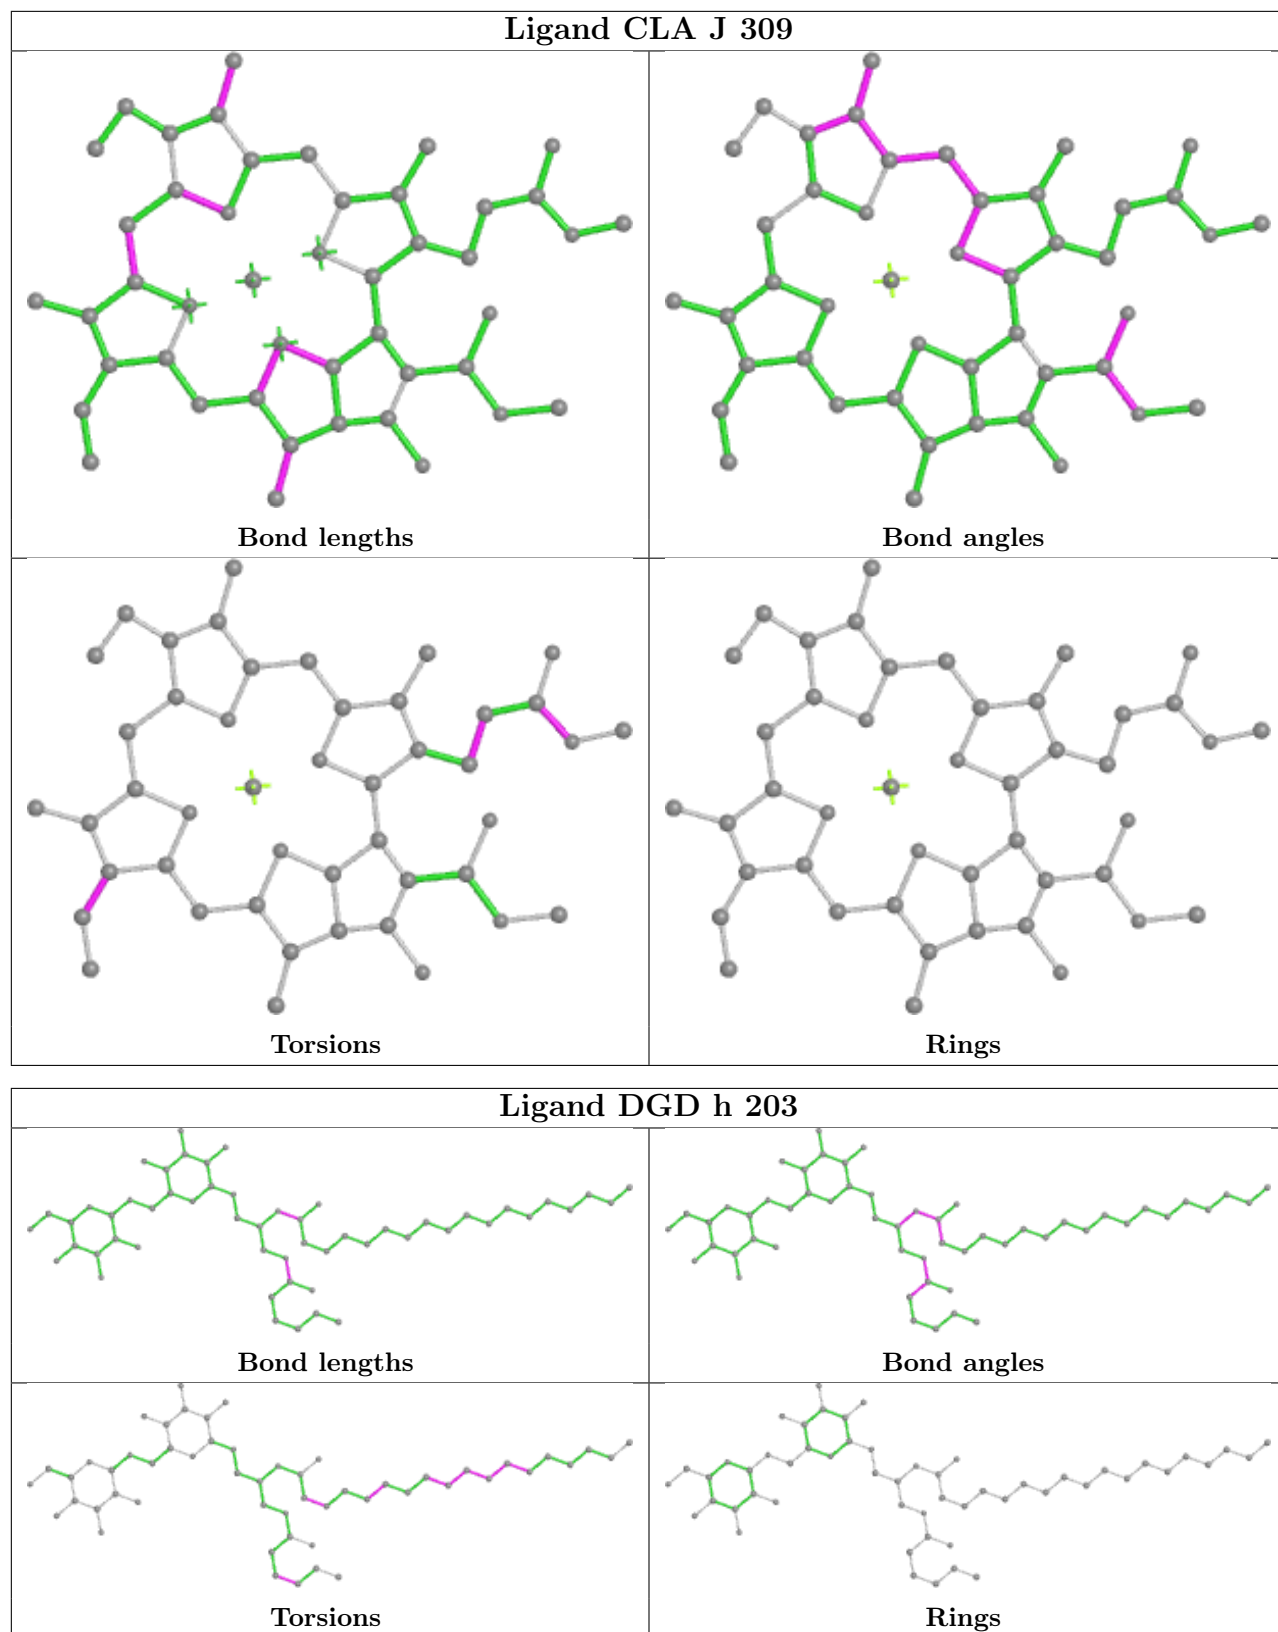 Ligand CLA J 309
Bond lengths
Bond angles
Torsions
Rings
Ligand DGD h 203
Bond lengths
Bond angles
Torsions
Rings